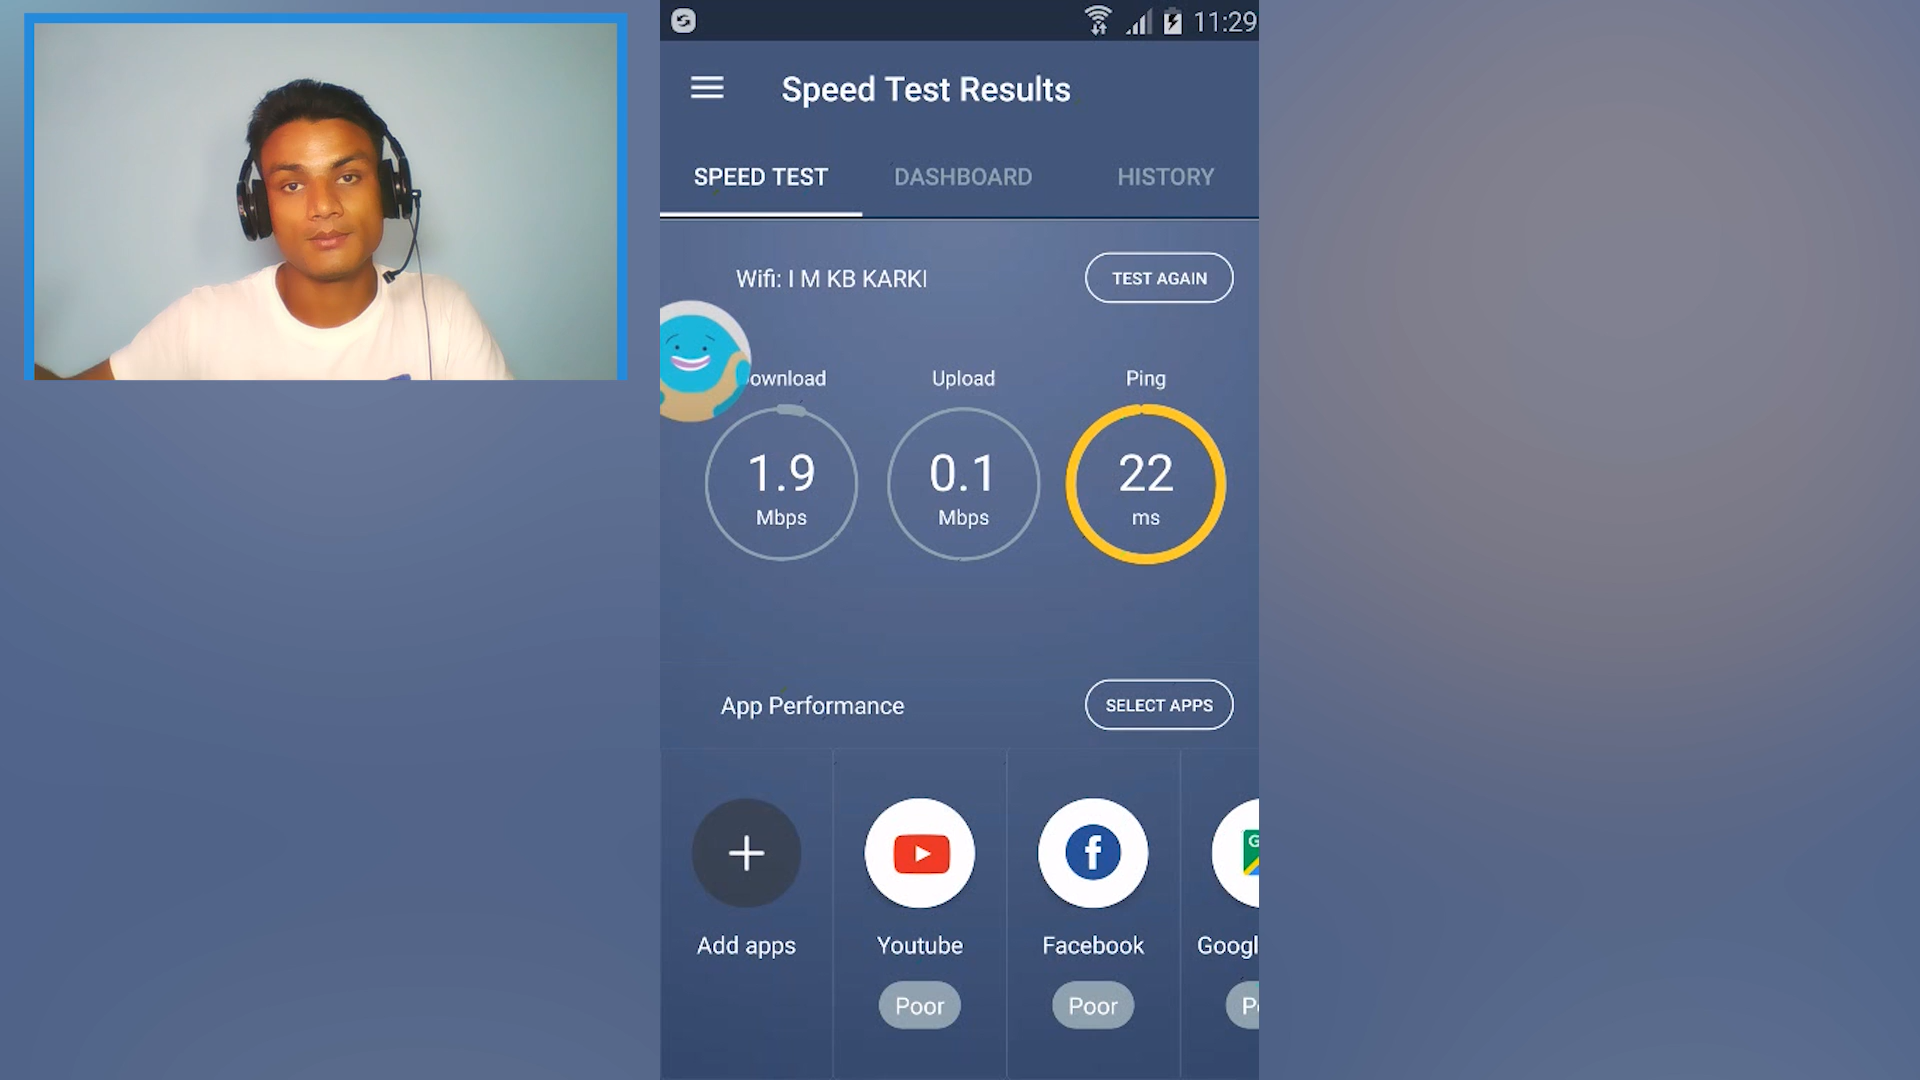 11:29
Speed Test Results
SPEED TEST DASHBOARD HISTORY
Wifi: I M KB KARKI TEST AGAIN
ownload Upload Ping
1.9 0.1 22
Mbps Mbps ms
App Performance SELECT APPS
f G
Add apps Youtube Facebook Googl
Poor Poor P